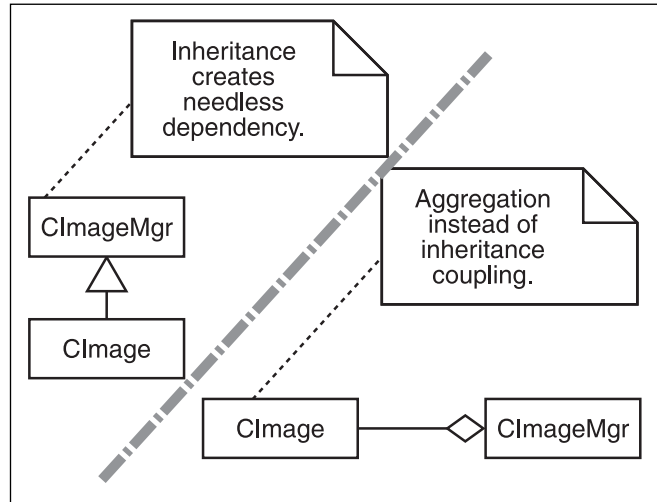 Inheritance
creates
needless
dependency.
CImageMgr
CImage
Aggregation
instead of
inheritance
coupling.
CImage
CImageMgr